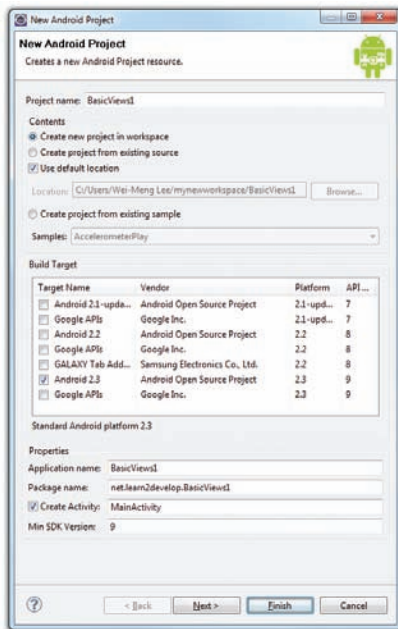 New Android Project
New Android Project
Creates a new Android Project resource.
Project name: BasicViews1
Contents
Create new project in workspace
Create project from existing source
Use default location
Location: C:/Users/Wei-Meng Lee/mynewworkspace/BasicViews1 Browse...
Create project from existing sample
Samples: AccelerometerPlay
Build Target
Target Name Vendor Platform API ...
Android 2.1-upda... Android Open Source Project 2.1-upd... 7
Google APIs Google Inc. 2.1-upd... 7
Android 2.2 Android Open Source Project 2.2 8
Google APIs Google Inc. 2.2 8
GALAXY Tab Add... Samsung Electronics Co., Ltd. 2.2 8
Android 2.3 Android Open Source Project 2.3 9
Google APIs Google Inc. 2.3 9
Standard Android platform 2.3
Properties
Application name: BasicViews1
Package name: net.learn2develop.BasicViews1
Create Activity: MainActivity
Min SDK Version: 9
? < Back Next > Finish Cancel